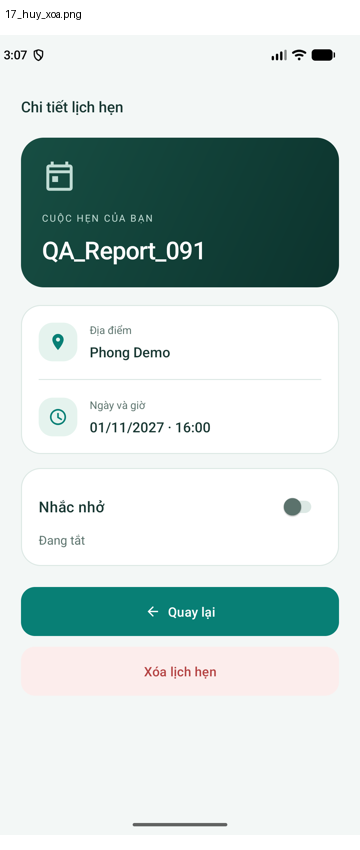 17_huy_xoa.png
3:07
Chi tiết lịch hẹn
CUỘC HẸN CỦA BẠN
QA_Report_091
Địa điểm
Phong Demo
Ngày và giờ
01/11/2027 · 16:00
Nhắc nhở
Đang tắt
← Quay lại
Xóa lịch hẹn